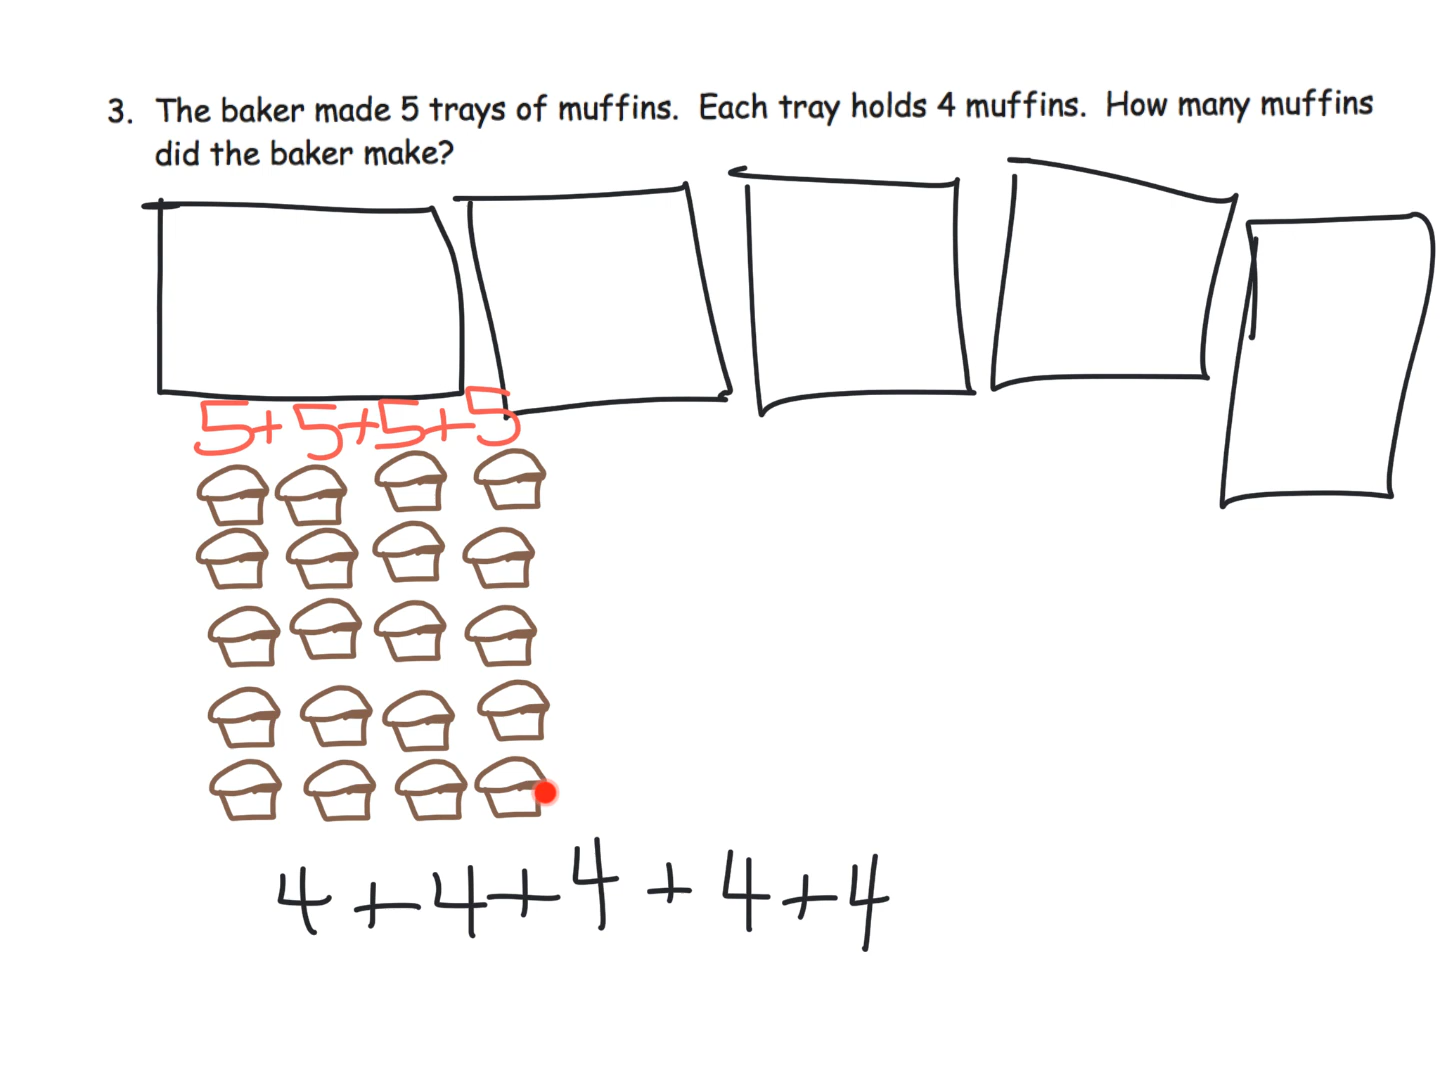 3. The baker made 5 trays of muffins. Each tray holds 4 muffins. How many muffins
did the baker make?
5+5+5+5
4+4+4+4+4